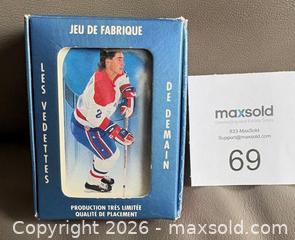 JEU DE FABRIQUE
LES VEDETTES
DE DEMAIN
2
PRODUCTION TRÈS LIMITÉE
QUALITÉ DE PLACEMENT
maxsold
833-MaxSold
Support@maxsold.com
69
Copyright 2026 - maxsold.com